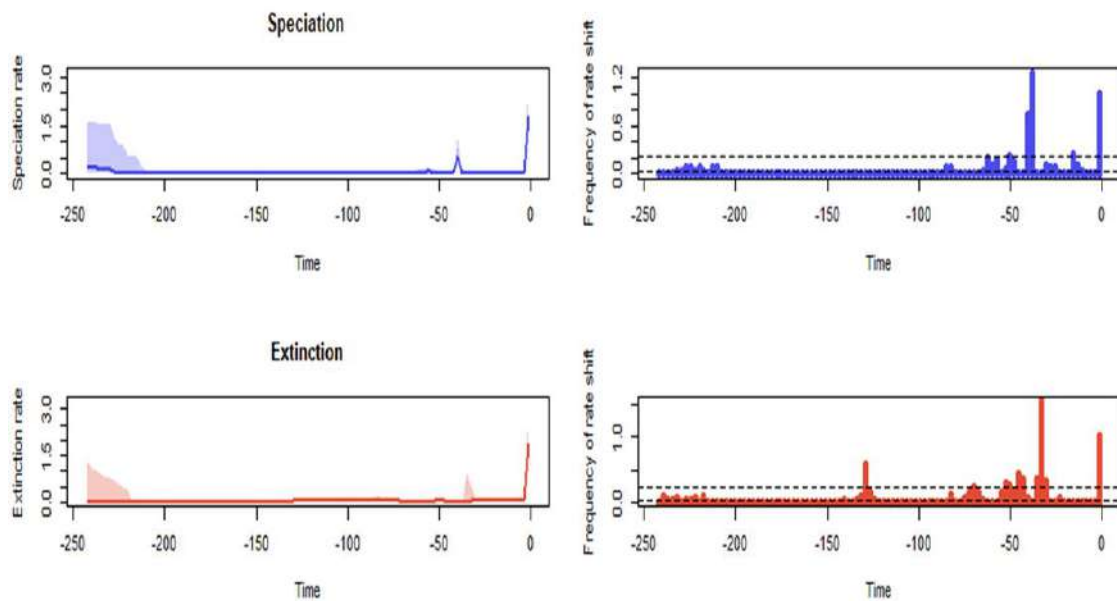 Speciation
Speciation rate
3.0
1.5
0.0
-250 -200 -150 -100 -50 0
Time
Frequency of rate shift
1.2
0.6
0.0
-250 -200 -150 -100 -50 0
Time
Extinction
Extinction rate
3.0
1.5
0.0
-250 -200 -150 -100 -50 0
Time
Frequency of rate shift
1.0
0.0
-250 -200 -150 -100 -50 0
Time